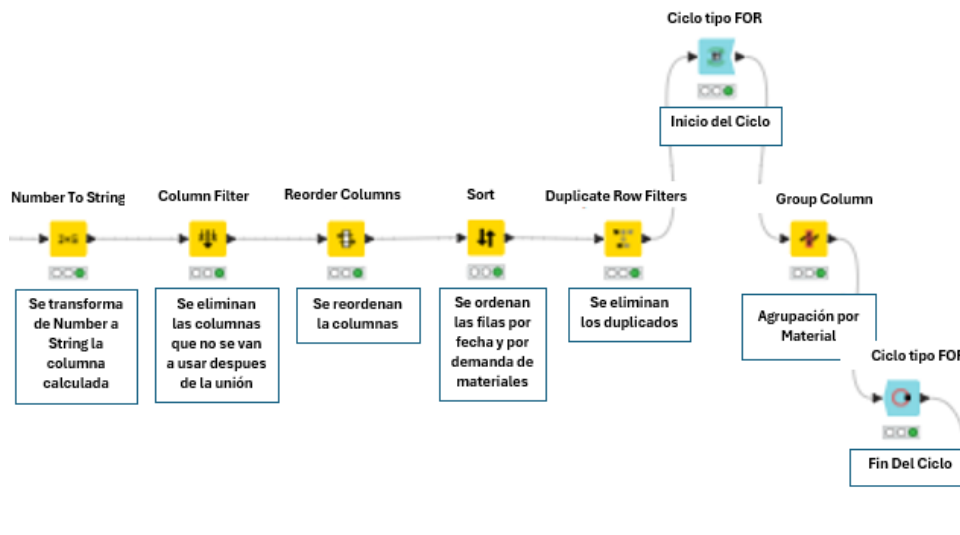 Ciclo tipo FOR
Inicio del Ciclo
Number To String
Column Filter
Reorder Columns
Sort
Duplicate Row Filters
Group Column
Se transforma
de Number a
String la
columna
calculada
Se eliminan
las columnas
que no se van
a usar despues
de la unión
Se reordenan
la columnas
Se ordenan
las filas por
fecha y por
demanda de
materiales
Se eliminan
los duplicados
Agrupación por
Material
Ciclo tipo FOR
Fin Del Ciclo